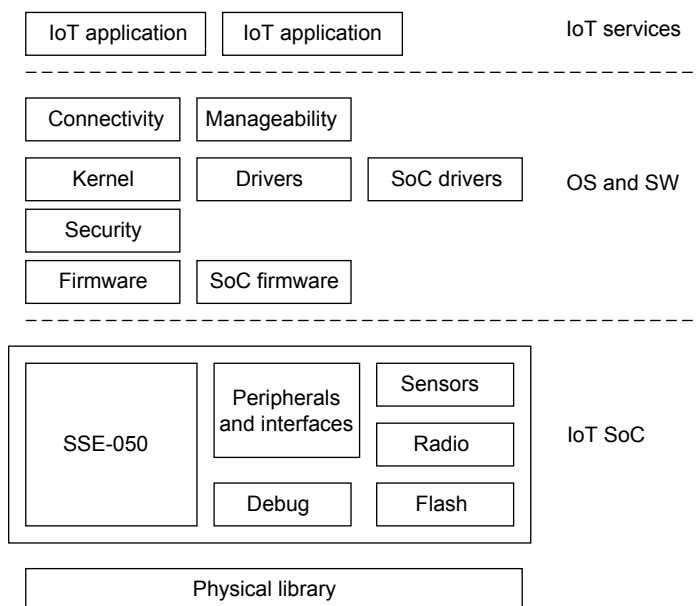 IoT application
IoT application
IoT services
Connectivity
Manageability
Kernel
Drivers
SoC drivers
OS and SW
Security
Firmware
SoC firmware
SSE-050
Peripherals
and interfaces
Sensors
Radio
IoT SoC
Debug
Flash
Physical library